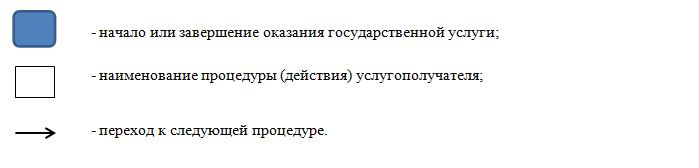 - начало или завершение оказания государственной услуги;
- наименование процедуры (действия) услугополучателя;
- переход к следующей процедуре.